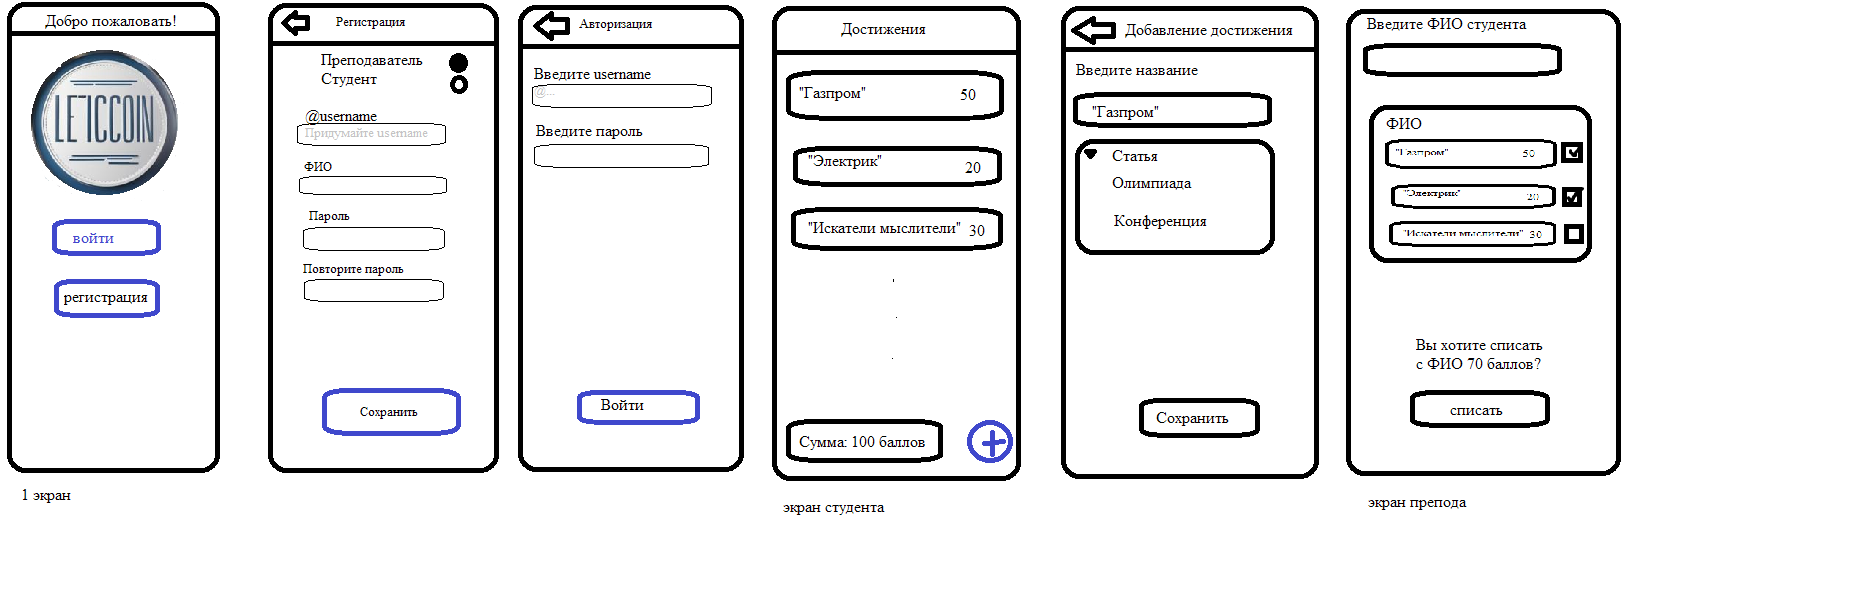 Добро пожаловать!
LETICCOIN
войти
регистрация
1 экран
Регистрация
Преподаватель
Студент
@username
Придумайте username
ФИО
Пароль
Повторите пароль
Сохранить
Авторизация
Введите username
@...
Введите пароль
Войти
Достижения
"Газпром" 50
"Электрик" 20
"Искатели мыслители" 30
Сумма: 100 баллов
экран студента
Добавление достижения
Введите название
"Газпром"
Статья
Олимпиада
Конференция
Сохранить
Введите ФИО студента
ФИО
"Газпром" 50
"Электрик" 20
"Искатели мыслители" 30
Вы хотите списать
с ФИО 70 баллов?
списать
экран препода